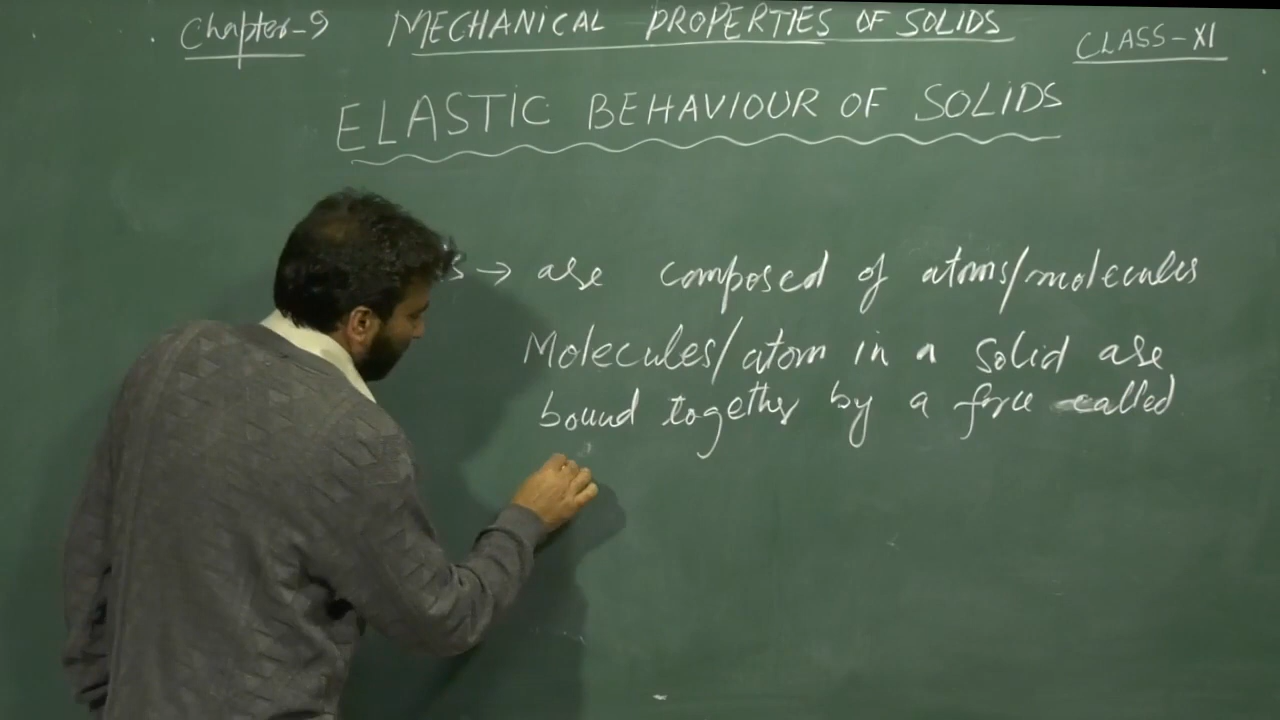 Chapter-9 MECHANICAL PROPERTIES OF SOLIDS CLASS-XI
ELASTIC BEHAVIOUR OF SOLIDS
→ are composed of atoms/molecules
Molecules/atom in a solid are
bound together by a force called